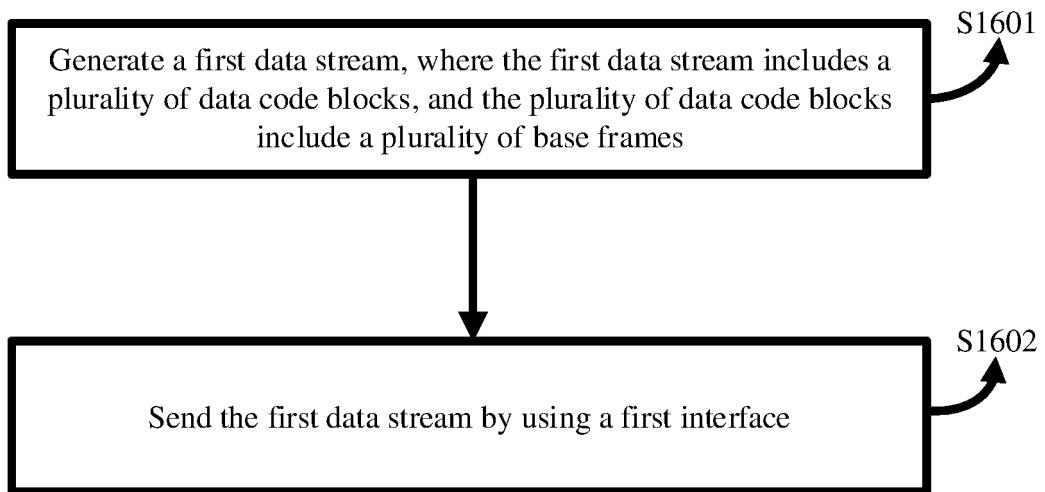 S1601
Generate a first data stream, where the first data stream includes a
plurality of data code blocks, and the plurality of data code blocks
include a plurality of base frames
S1602
Send the first data stream by using a first interface